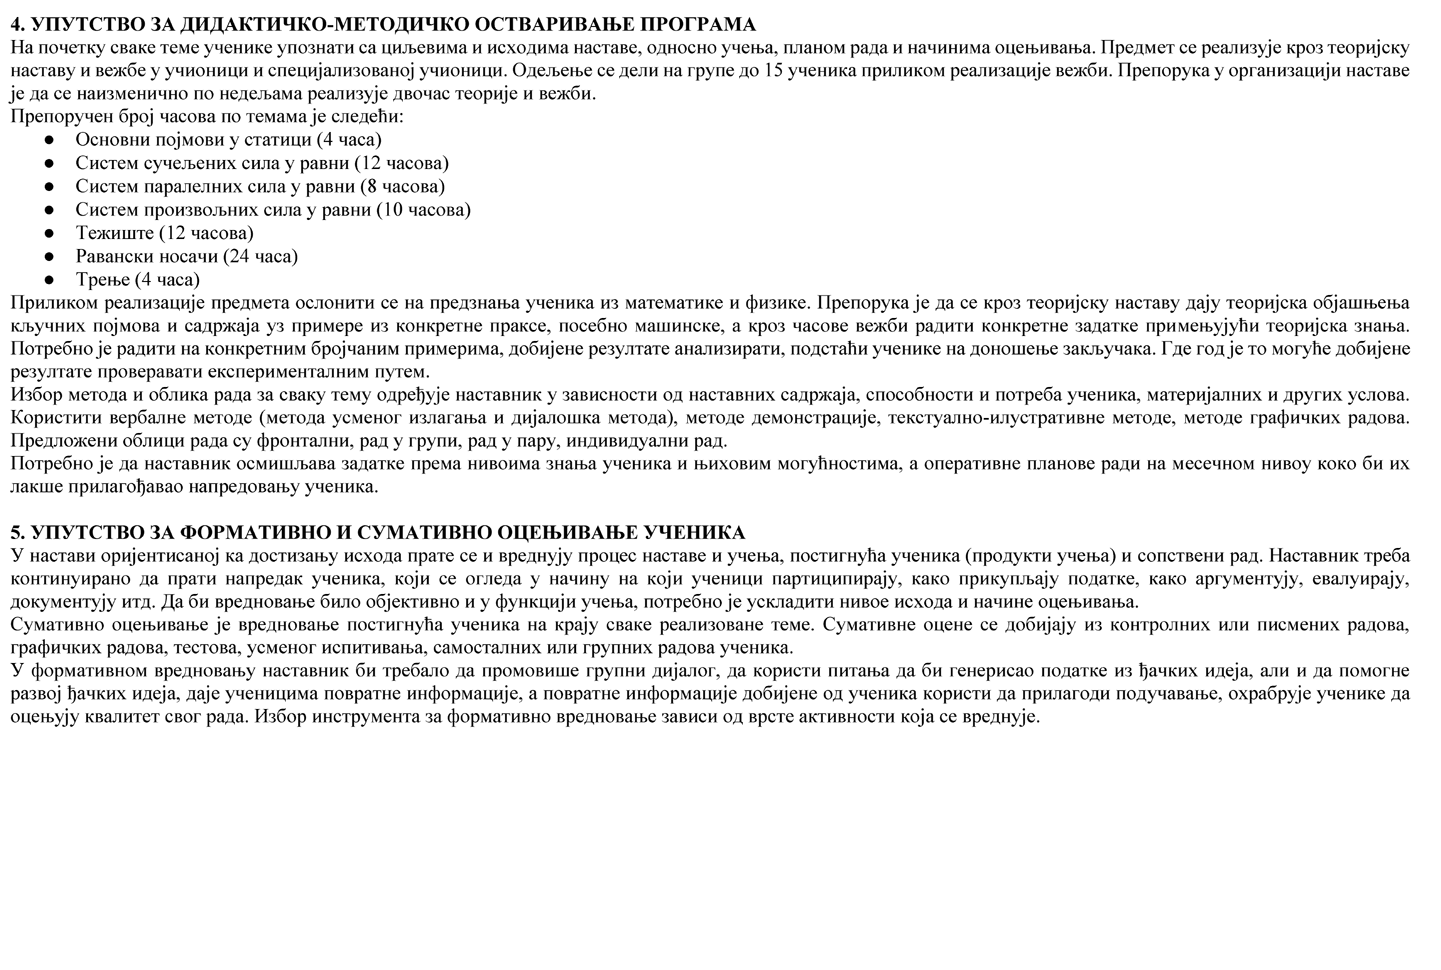 4. УПУТСТВО ЗА ДИДАКТИЧКО-МЕТОДИЧКО ОСТВАРИВАЊЕ ПРОГРАМА
На почетку сваке теме ученике упознати са циљевима и исходима наставе, односно учења, планом рада и начинима оцењивања. Предмет се реализује кроз теоријску
наставу и вежбе у учионици и специјализованој учионици. Одељење се дели на групе до 15 ученика приликом реализације вежби. Препорука у организацији наставе
је да се наизменично по недељама реализује двочас теорије и вежби.
Препоручен број часова по темама је следећи:
● Основни појмови у статици (4 часа)
● Систем сучељених сила у равни (12 часова)
● Систем паралелних сила у равни (8 часова)
● Систем произвољних сила у равни (10 часова)
● Тежиште (12 часова)
● Равански носачи (24 часа)
● Трење (4 часа)
Приликом реализације предмета ослонити се на предзнања ученика из математике и физике. Препорука је да се кроз теоријску наставу дају теоријска објашњења
кључних појмова и садржаја уз примере из конкретне праксе, посебно машинске, а кроз часове вежби радити конкретне задатке примењујући теоријска знања.
Потребно је радити на конкретним бројчаним примерима, добијене резултате анализирати, подстаћи ученике на доношење закључака. Где год је то могуће добијене
резултате проверавати експерименталним путем.
Избор метода и облика рада за сваку тему одређује наставник у зависности од наставних садржаја, способности и потреба ученика, материјалних и других услова.
Користити вербалне методе (метода усменог излагања и дијалошка метода), методе демонстрације, текстуално-илустративне методе, методе графичких радова.
Предложени облици рада су фронтални, рад у групи, рад у пару, индивидуални рад.
Потребно је да наставник осмишљава задатке према нивоима знања ученика и њиховим могућностима, а оперативне планове ради на месечном нивоу коко би их
лакше прилагођавао напредовању ученика.
5. УПУТСТВО ЗА ФОРМАТИВНО И СУМАТИВНО ОЦЕЊИВАЊЕ УЧЕНИКА
У настави оријентисаној ка достизању исхода прате се и вреднују процес наставе и учења, постигнућа ученика (продукти учења) и сопствени рад. Наставник треба
континуирано да прати напредак ученика, који се огледа у начину на који ученици партиципирају, како прикупљају податке, како аргументују, евалуирају,
документују итд. Да би вредновање било објективно и у функцији учења, потребно је ускладити нивое исхода и начине оцењивања.
Сумативно оцењивање је вредновање постигнућа ученика на крају сваке реализоване теме. Сумативне оцене се добијају из контролних или писмених радова,
графичких радова, тестова, усменог испитивања, самосталних или групних радова ученика.
У формативном вредновању наставник би требало да промовише групни дијалог, да користи питања да би генерисао податке из ђачких идеја, али и да помогне
развој ђачких идеја, даје ученицима повратне информације, а повратне информације добијене од ученика користи да прилагоди подучавање, охрабрује ученике да
оцењују квалитет свог рада. Избор инструмента за формативно вредновање зависи од врсте активности која се вреднује.